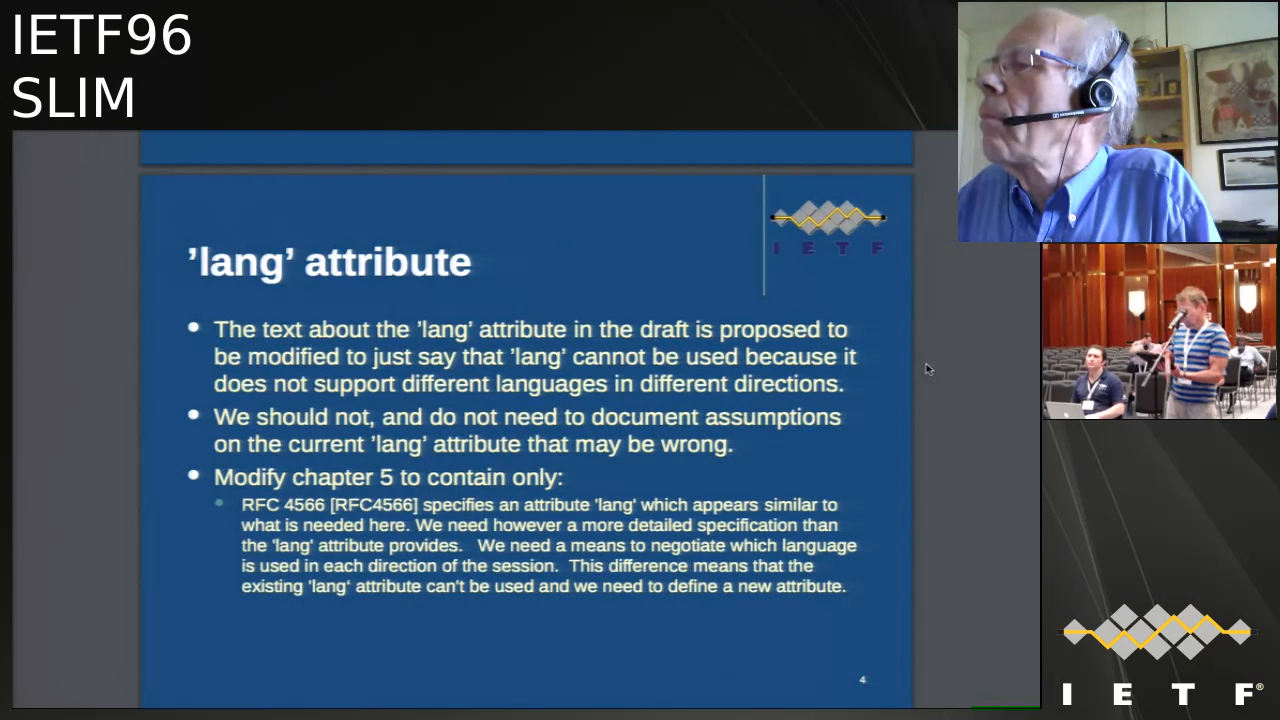 IETF96
SLIM
I E T F
’lang’ attribute
• The text about the ’lang’ attribute in the draft is proposed to
be modified to just say that ’lang’ cannot be used because it
does not support different languages in different directions.
• We should not, and do not need to document assumptions
on the current ’lang’ attribute that may be wrong.
• Modify chapter 5 to contain only:
• RFC 4566 [RFC4566] specifies an attribute 'lang' which appears similar to
what is needed here. We need however a more detailed specification than
the 'lang' attribute provides.   We need a means to negotiate which language
is used in each direction of the session.  This difference means that the
existing 'lang' attribute can't be used and we need to define a new attribute.
4
I E T F®